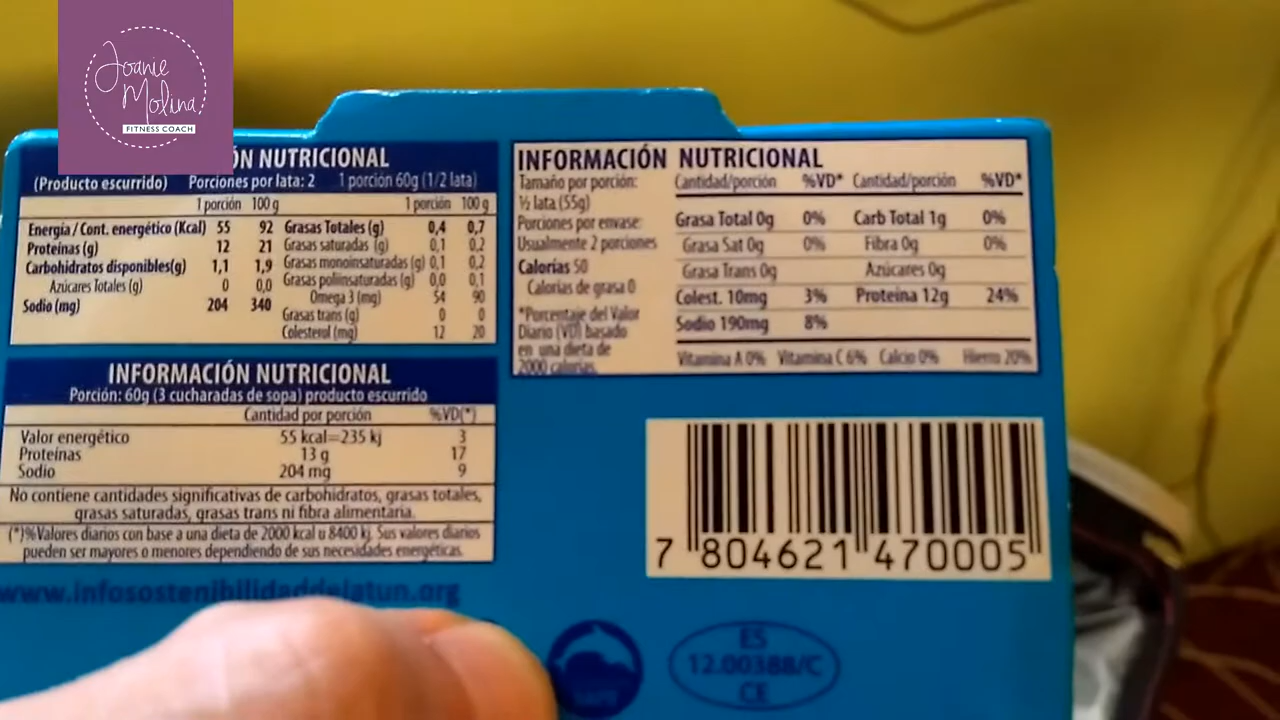 Joanie
Molina
FITNESS COACH
ÓN NUTRICIONAL
(Producto escurrido) Porciones por lata: 2 1 porción 60g (1/2 lata)
1 porción 100 g 1 porción 100 g
Energía / Cont. energético (Kcal) 55 92 Grasas Totales (g) 0,4 0,7
Proteínas (g) 12 21 Grasas saturadas (g) 0,1 0,2
Carbohidratos disponibles(g) 1,1 1,9 Grasas monoinsaturadas (g) 0,1 0,2
Azúcares Totales (g) 0 0,0 Grasas poliinsaturadas (g) 0,0 0,1
Sodio (mg) 204 340 Omega 3 (mg) 54 90
Grasas trans (g) 0 0
Colesterol (mg) 12 20
INFORMACIÓN NUTRICIONAL
Porción: 60g (3 cucharadas de sopa) producto escurrido
Cantidad por porción %VD(*)
Valor energético 55 kcal=235 kj 3
Proteínas 13 g 17
Sodio 204 mg 9
No contiene cantidades significativas de carbohidratos, grasas totales,
grasas saturadas, grasas trans ni fibra alimentaria.
(*)%Valores diarios con base a una dieta de 2000 kcal u 8400 kj. Sus valores diarios
pueden ser mayores o menores dependiendo de sus necesidades energéticas.
www.infosostenibilidaddelatun.org
INFORMACIÓN NUTRICIONAL
Tamaño por porción:
½ lata (55g)
Porciones por envase:
Usualmente 2 porciones
Calorías 50
Calorías de grasa 0
*Porcentaje del Valor
Diario (VD) basado
en una dieta de
2000 calorías.
Cantidad/porción %VD* Cantidad/porción %VD*
Grasa Total 0g 0% Carb Total 1g 0%
Grasa Sat 0g 0% Fibra 0g 0%
Grasa Trans 0g Azúcares 0g
Colest. 10mg 3% Proteína 12g 24%
Sodio 190mg 8%
Vitamina A 0% Vitamina C 6% Calcio 0% Hierro 20%
7 804621 470005
ES
12.00388/C
CE